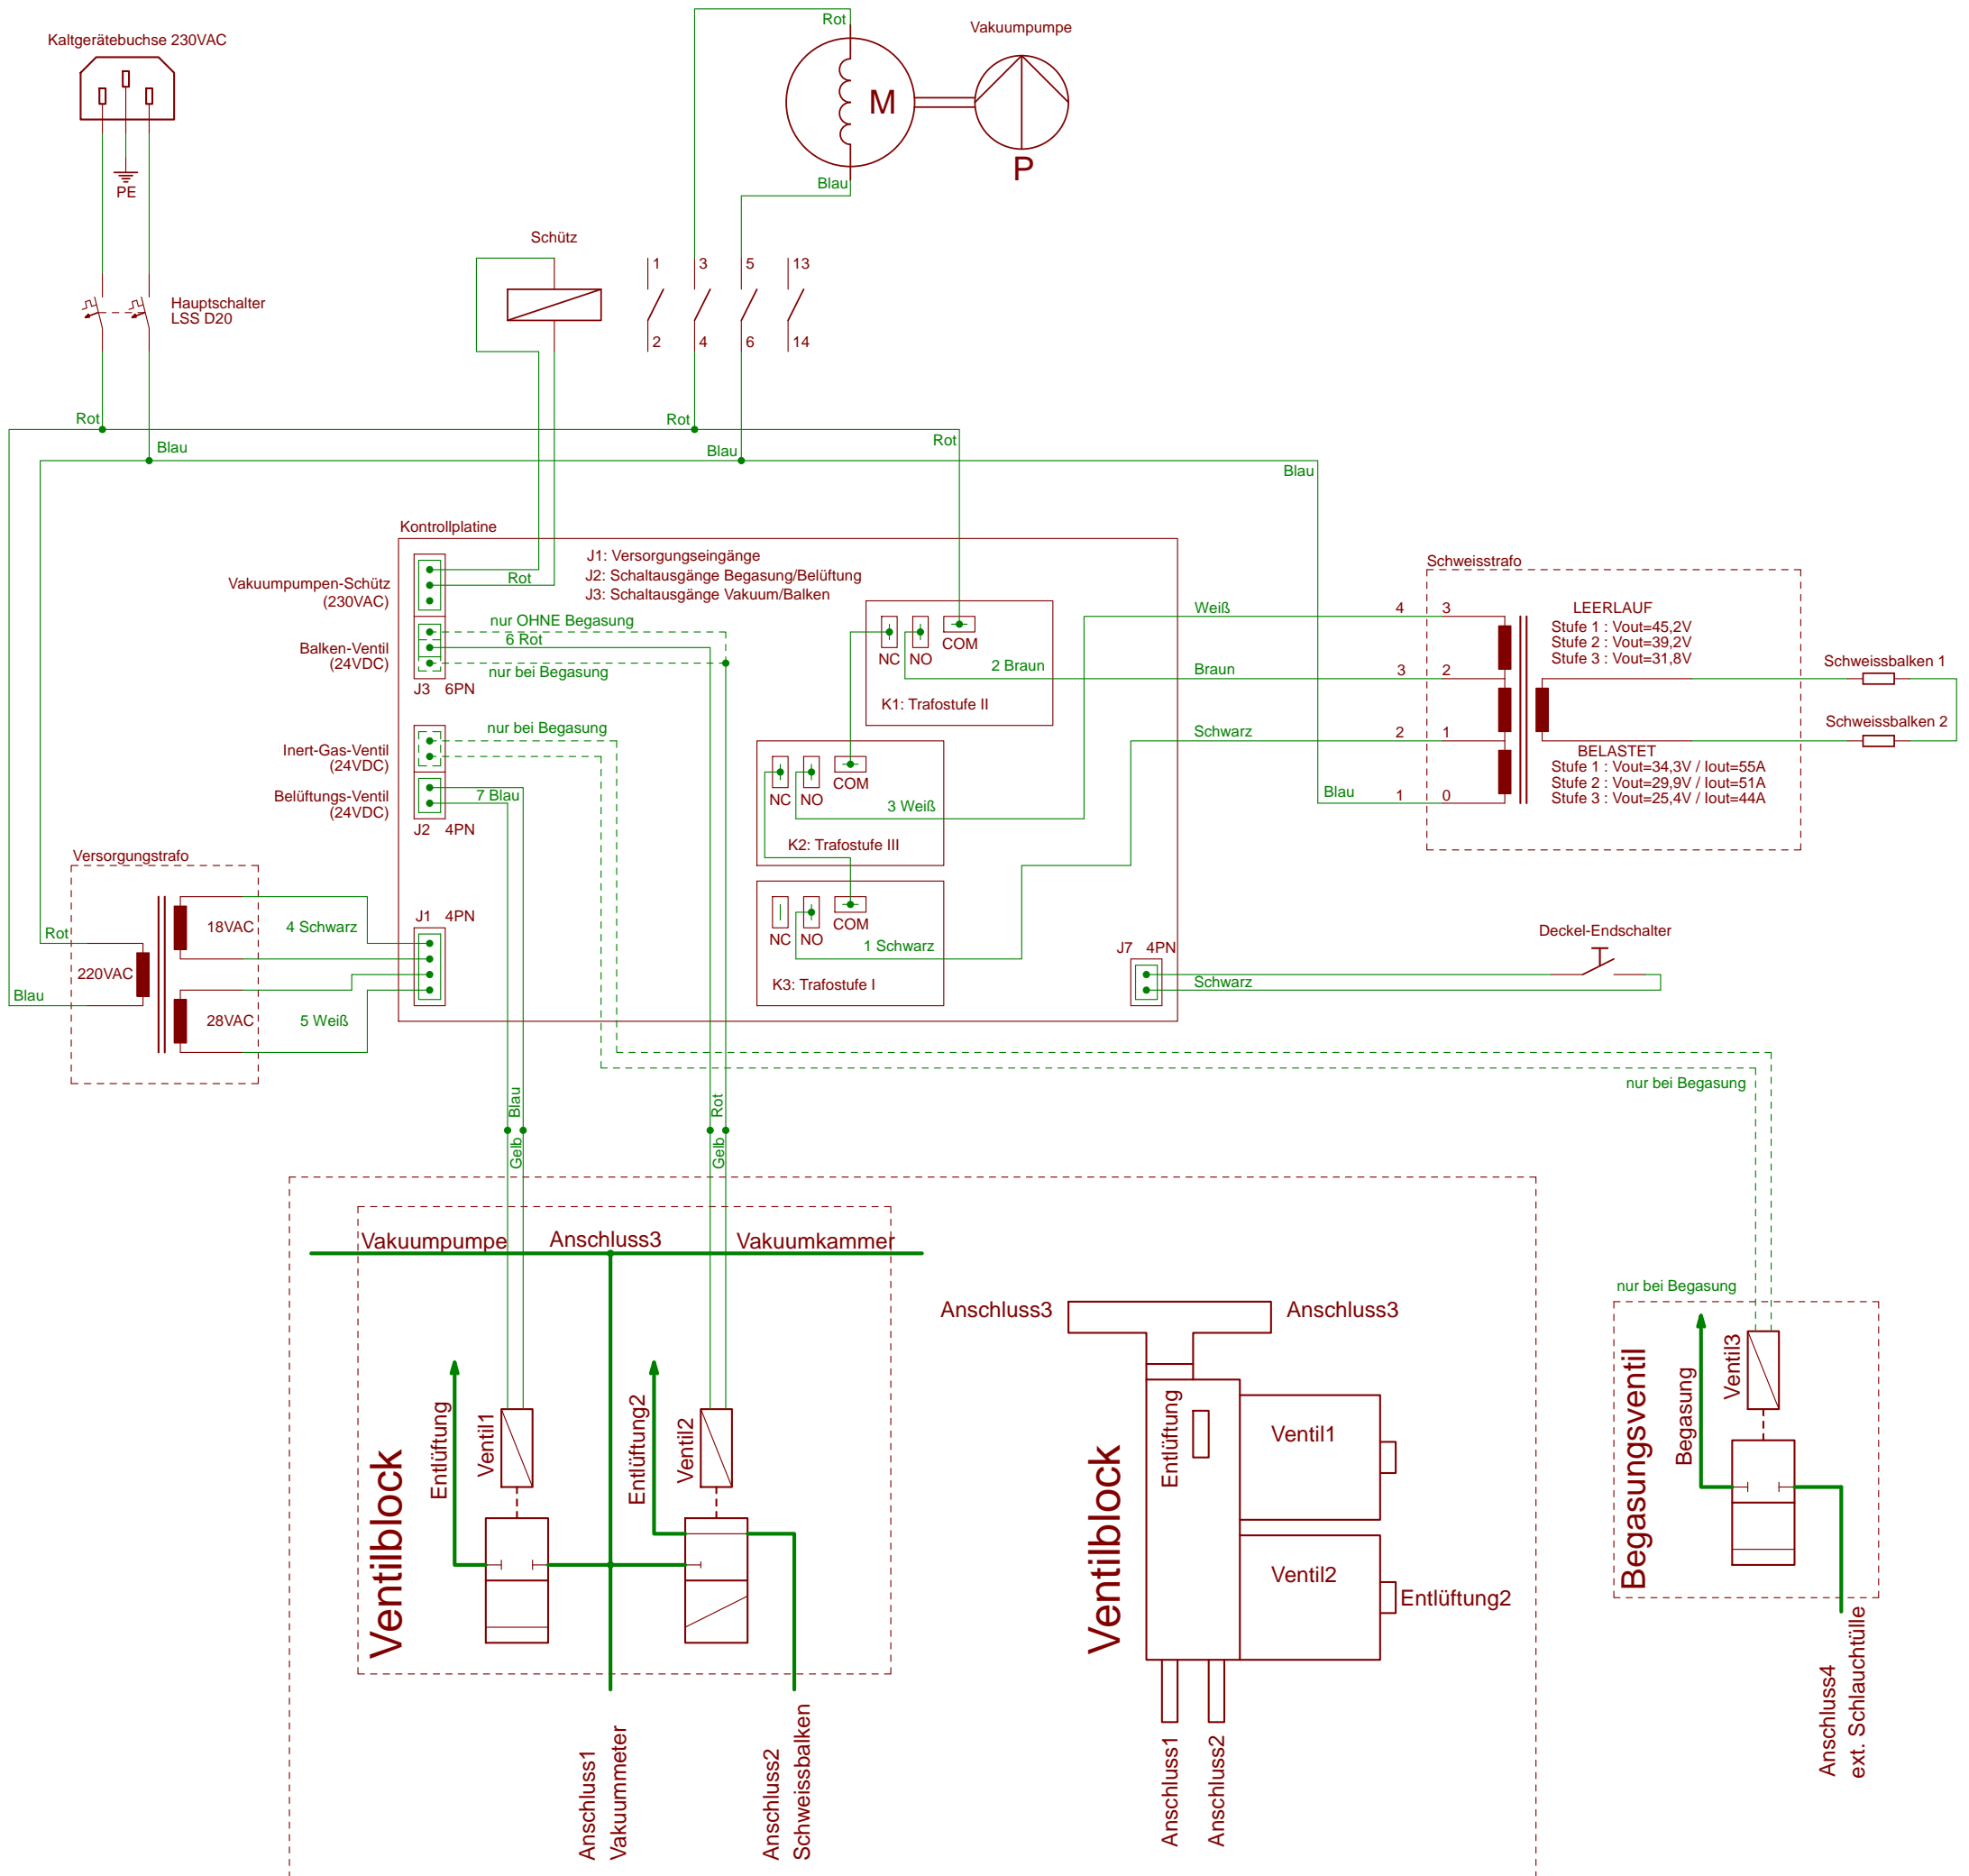 Kaltgerätebuchse 230VAC
PE
Hauptschalter
LSS D20
Rot
Blau
Schütz
1
2
3
4
5
6
13
14
Rot
M
Blau
Vakuumpumpe
P
Rot
Blau
Rot
Blau
Kontrollplatine
J1: Versorgungseingänge
J2: Schaltausgänge Begasung/Belüftung
J3: Schaltausgänge Vakuum/Balken
Vakuumpumpen-Schütz
(230VAC)
Rot
nur OHNE Begasung
6 Rot
Balken-Ventil
(24VDC)
nur bei Begasung
J3 6PN
nur bei Begasung
Inert-Gas-Ventil
(24VDC)
Belüftungs-Ventil
(24VDC)
7 Blau
J2 4PN
J1 4PN
NC
NO
COM
2 Braun
K1: Trafostufe II
NC
NO
COM
3 Weiß
K2: Trafostufe III
NC
NO
COM
1 Schwarz
K3: Trafostufe I
J7 4PN
Versorgungstrafo
18VAC
4 Schwarz
Rot
220VAC
Blau
28VAC
5 Weiß
Schweisstrafo
Weiß
4
3
Braun
3
2
Schwarz
2
1
Blau
1
0
LEERLAUF
Stufe 1 : Vout=45,2V
Stufe 2 : Vout=39,2V
Stufe 3 : Vout=31,8V
BELASTET
Stufe 1 : Vout=34,3V / Iout=55A
Stufe 2 : Vout=29,9V / Iout=51A
Stufe 3 : Vout=25,4V / Iout=44A
Schweissbalken 1
Schweissbalken 2
Deckel-Endschalter
Schwarz
nur bei Begasung
Blau
Gelb
Rot
Gelb
Vakuumpumpe
Anschluss3
Vakuumkammer
Ventilblock
Entlüftung
Ventil1
Entlüftung2
Ventil2
Anschluss1
Vakuummeter
Anschluss2
Schweissbalken
Anschluss3
Anschluss3
Ventilblock
Entlüftung
Ventil1
Ventil2
Entlüftung2
Anschluss1
Anschluss2
nur bei Begasung
Begasungsventil
Begasung
Ventil3
Anschluss4
ext. Schlauchtülle
Blau